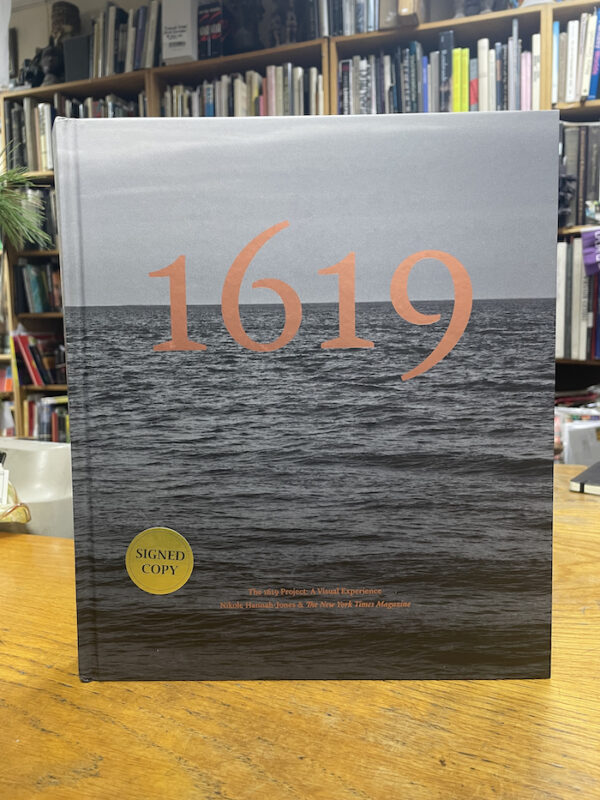 1619
SIGNED
COPY
The 1619 Project: A Visual Experience
Nikole Hannah-Jones & The New York Times Magazine